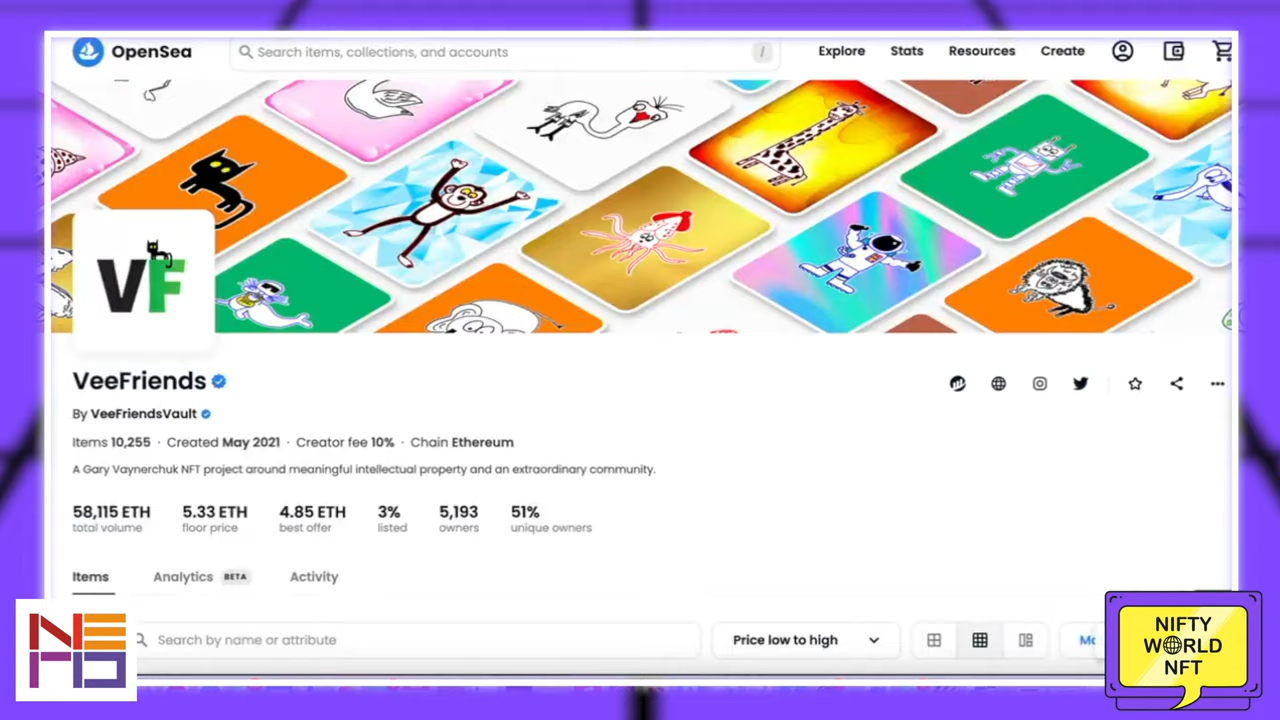 OpenSea
Search items, collections, and accounts
/
Explore
Stats
Resources
Create
VF
VeeFriends
By VeeFriendsVault
Items 10,255 · Created May 2021 · Creator fee 10% · Chain Ethereum
A Gary Vaynerchuk NFT project around meaningful intellectual property and an extraordinary community.
58,115 ETH
5.33 ETH
4.85 ETH
3%
5,193
51%
total volume
floor price
best offer
listed
owners
unique owners
Items
Analytics
BETA
Activity
Search by name or attribute
Price low to high
NIFTY
WORLD
NFT